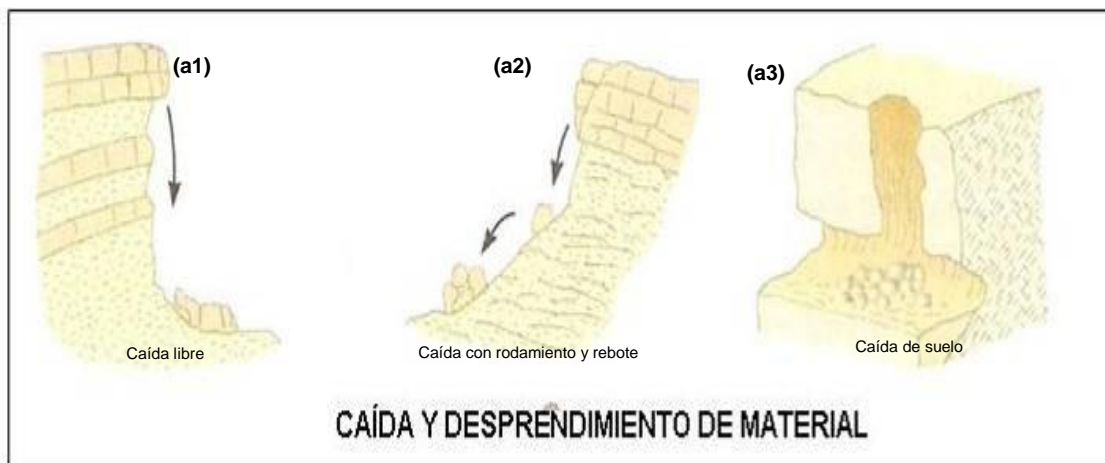 (a1)
(a2)
(a3)
Caída libre
Caída con rodamiento y rebote
Caída de suelo
CAÍDA Y DESPRENDIMIENTO DE MATERIAL